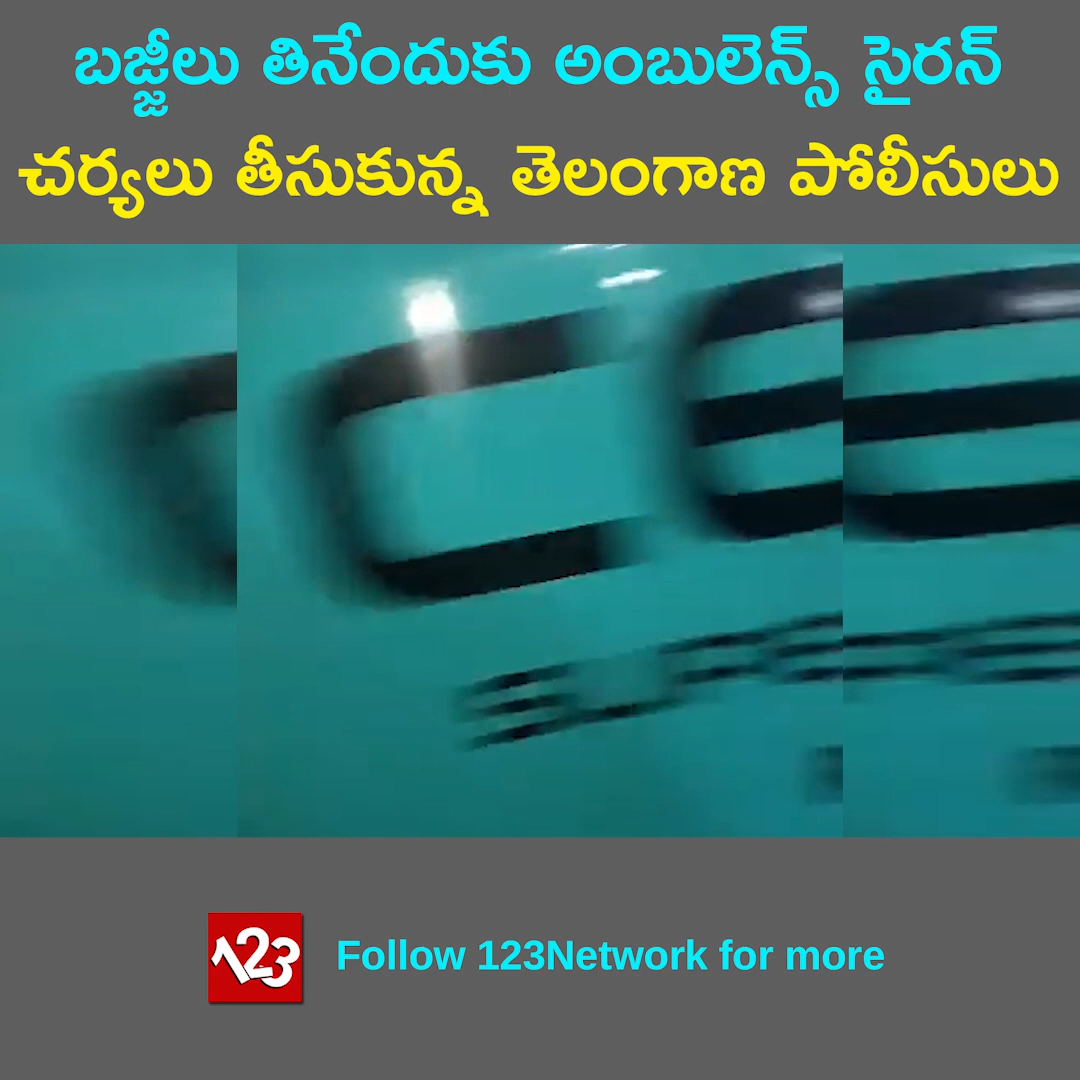 బజ్జీలు తినేందుకు అంబులెన్స్ సైరన్
చర్యలు తీసుకున్న తెలంగాణ పోలీసులు
123
Follow 123Network for more